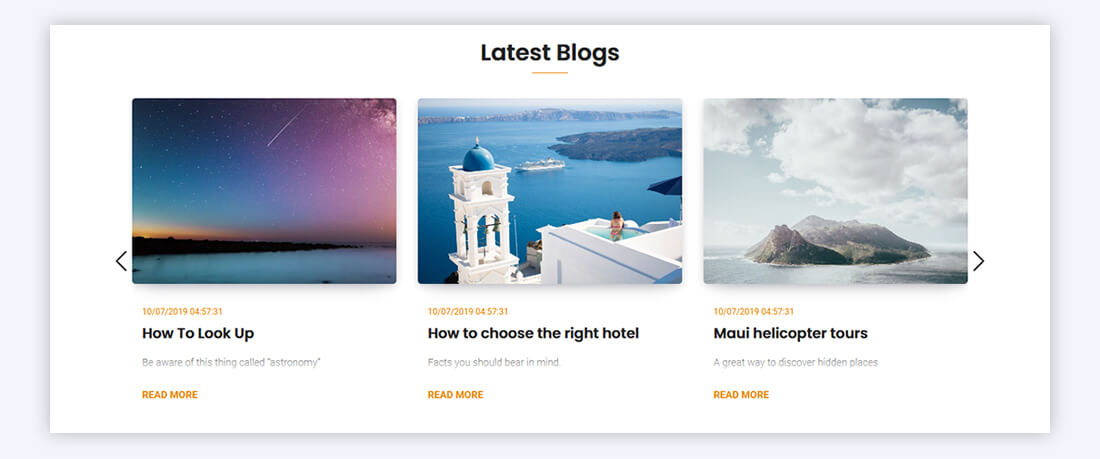 Latest Blogs
10/07/2019 04:57:31
How To Look Up
Be aware of this thing called "astronomy"
READ MORE
10/07/2019 04:57:31
How to choose the right hotel
Facts you should bear in mind.
READ MORE
10/07/2019 04:57:31
Maui helicopter tours
A great way to discover hidden places
READ MORE